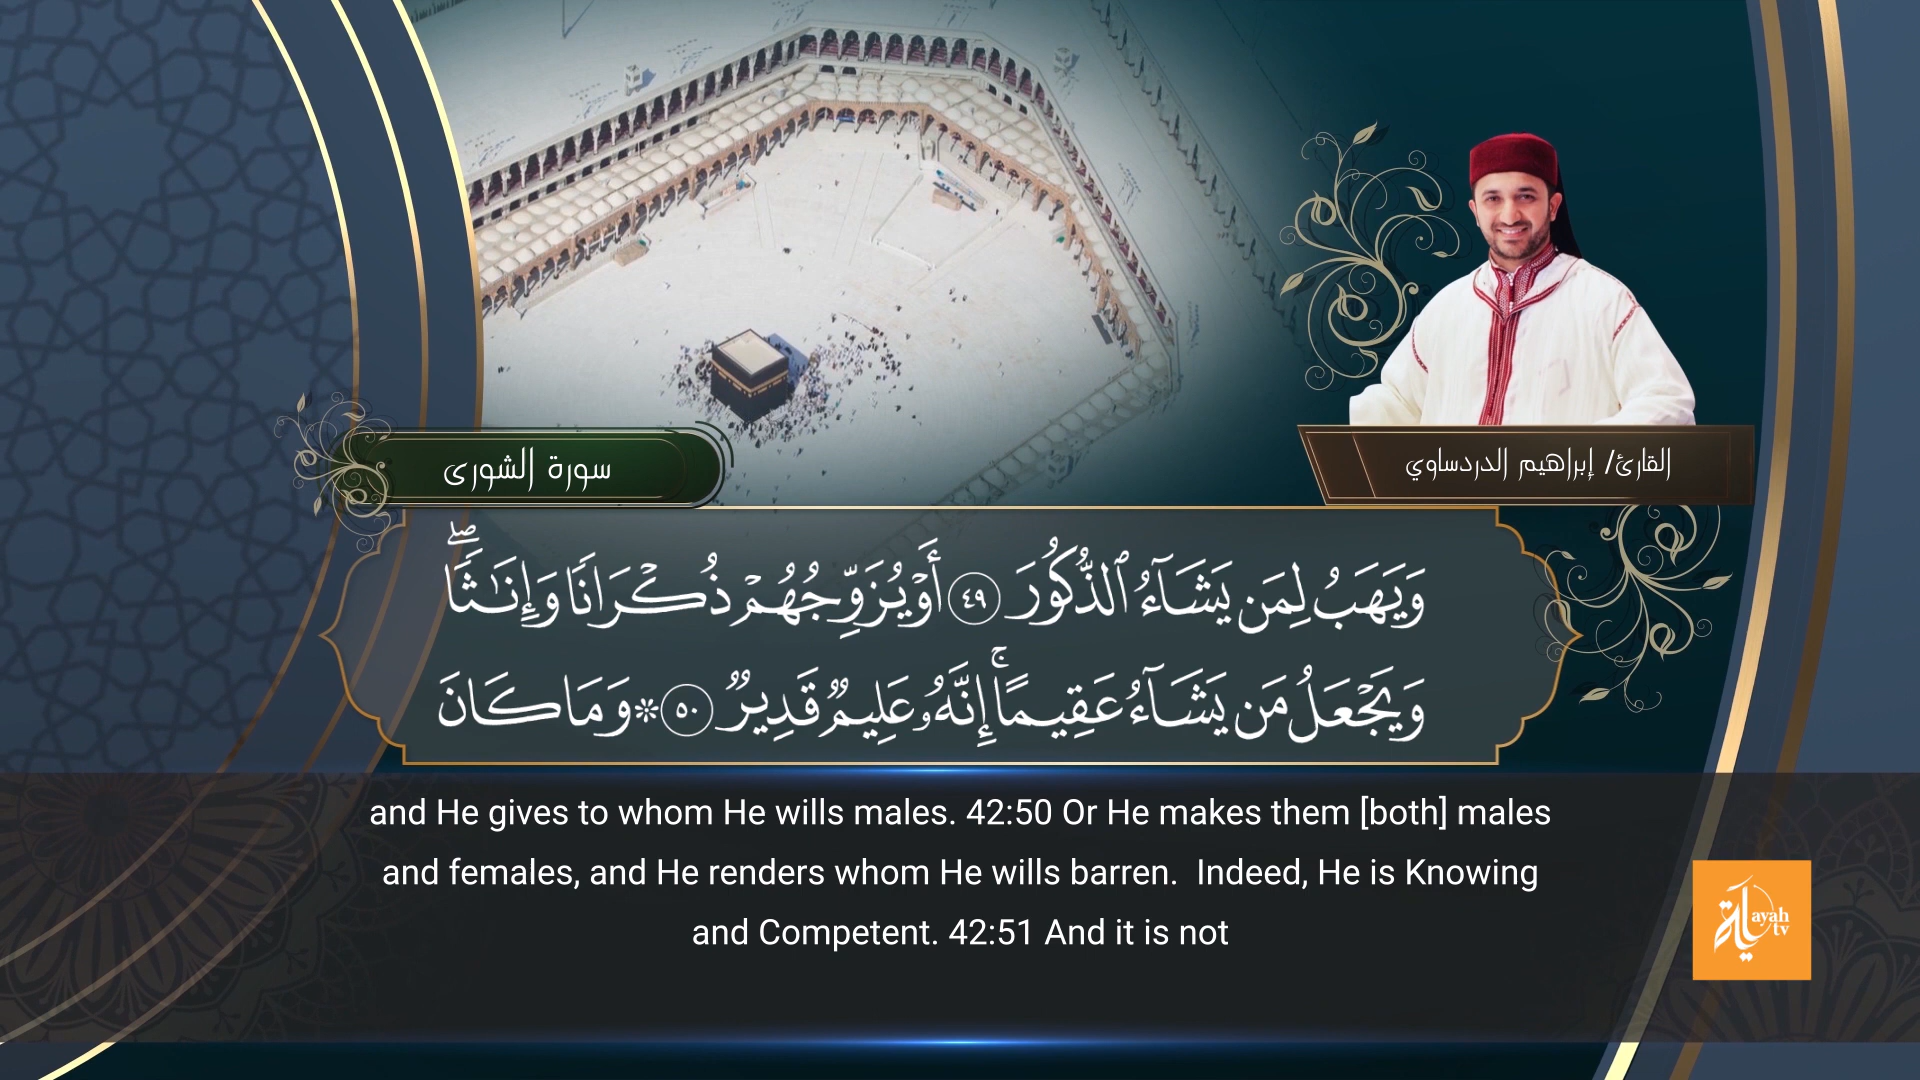 سورة الشورى
القارئ/ إبراهيم الدردساوي
وَيَهَبُ لِمَن يَشَآءُ ٱلذُّكُورَ ٤٩ أَوْ يُزَوِّجُهُمْ ذُكْرَانًا وَإِنَٰثًا ۖ
وَيَجْعَلُ مَن يَشَآءُ عَقِيمًا ۚ إِنَّهُۥ عَلِيمٌ قَدِيرٌ ٥٠ ۞ وَمَا كَانَ
and He gives to whom He wills males. 42:50 Or He makes them [both] males
and females, and He renders whom He wills barren.  Indeed, He is Knowing
and Competent. 42:51 And it is not
آية
ayah
tv